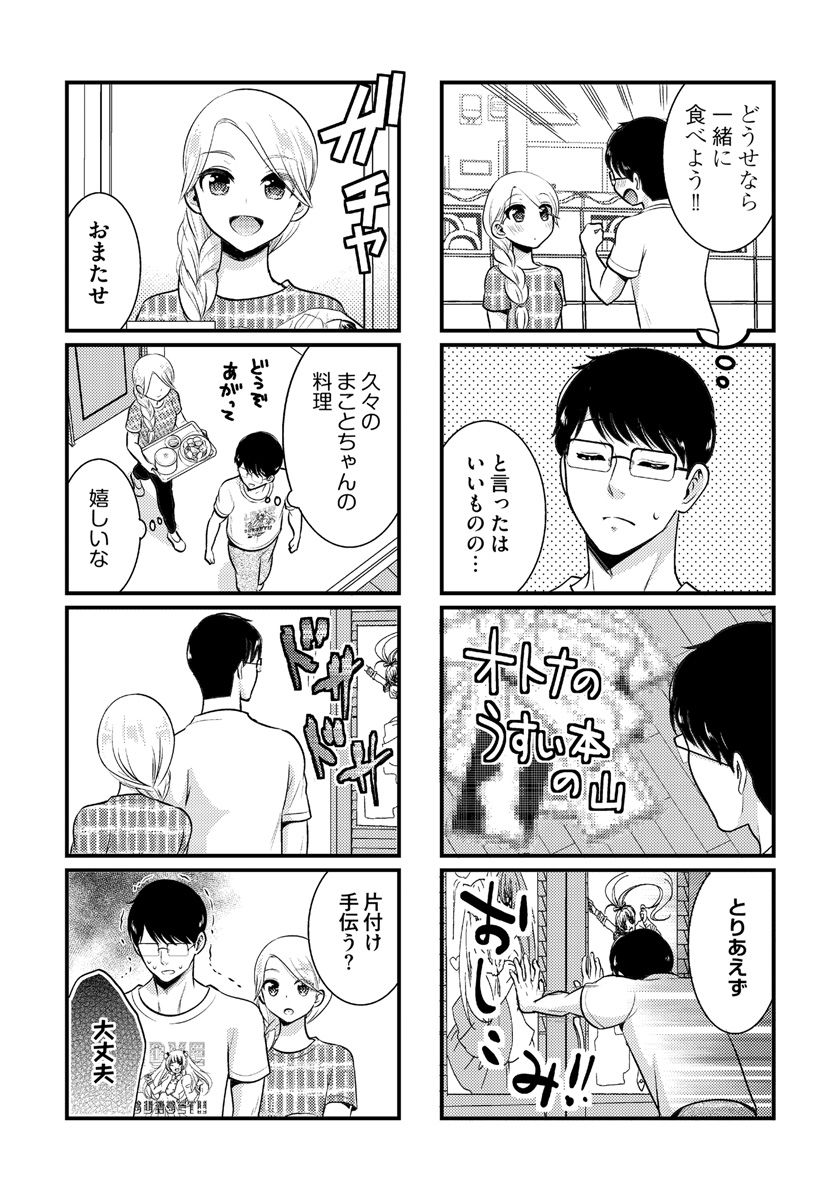 どうせなら
一緒に
食べよう!!
と言ったは
いいものの…
オトナの
うすい本
の山
とりあえず
おしこみ!!
ガチャ
おまたせ
久々の
まことちゃんの
料理
どうぞ
あがって
嬉しいな
ドサ
ドサ
片付け
手伝う？
大丈夫